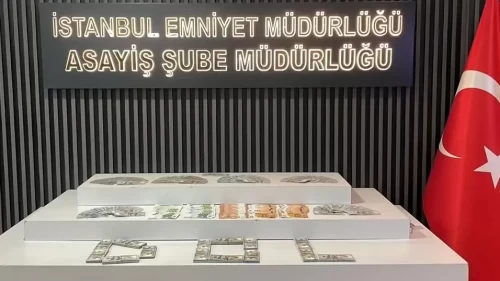 İSTANBUL EMNİYET MÜDÜRLÜĞÜ
ASAYİŞ ŞUBE MÜDÜRLÜĞÜ